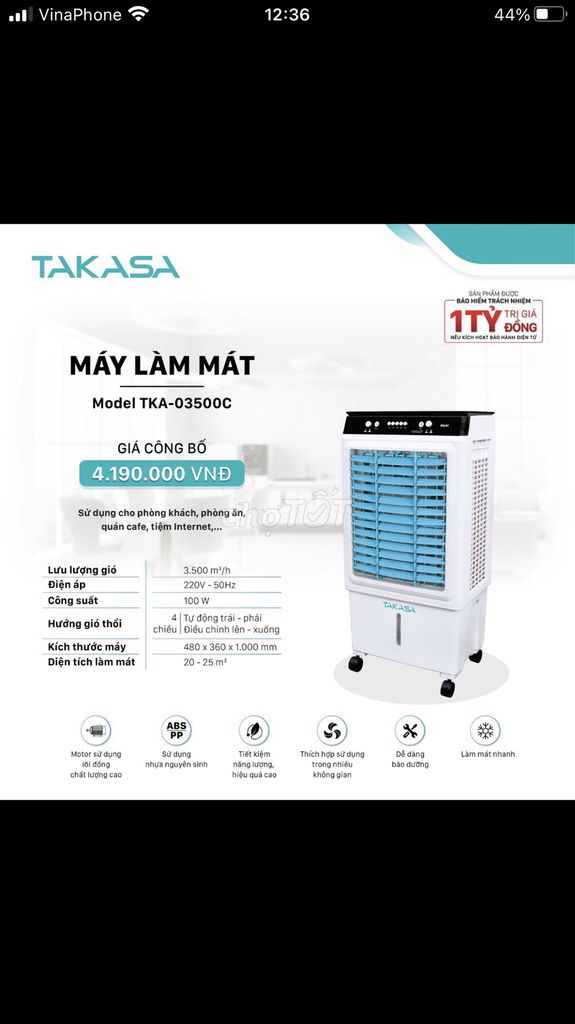 VinaPhone
12:36
44%
TAKASA
SẢN PHẨM ĐƯỢC
BẢO HIỂM TRÁCH NHIỆM
1TỶ TRỊ GIÁ ĐỒNG
NẾU KÍCH HOẠT BẢO HÀNH ĐIỆN TỬ
MÁY LÀM MÁT
Model TKA-03500C
GIÁ CÔNG BỐ
4.190.000 VNĐ
Sử dụng cho phòng khách, phòng ăn,
quán cafe, tiệm Internet,...
chợTỐT
Lưu lượng gió 3.500 m³/h
Điện áp 220V - 50Hz
Công suất 100 W
Hướng gió thổi 4 chiều | Tự động trái - phải
Điều chỉnh lên - xuống
Kích thước máy 480 x 360 x 1.000 mm
Diện tích làm mát 20 - 25 m²
TAKASA
Motor sử dụng
lõi đồng
chất lượng cao
ABS
PP
Sử dụng
nhựa nguyên sinh
Tiết kiệm
năng lượng,
hiệu quả cao
Thích hợp sử dụng
trong nhiều
không gian
Dễ dàng
bảo dưỡng
Làm mát nhanh